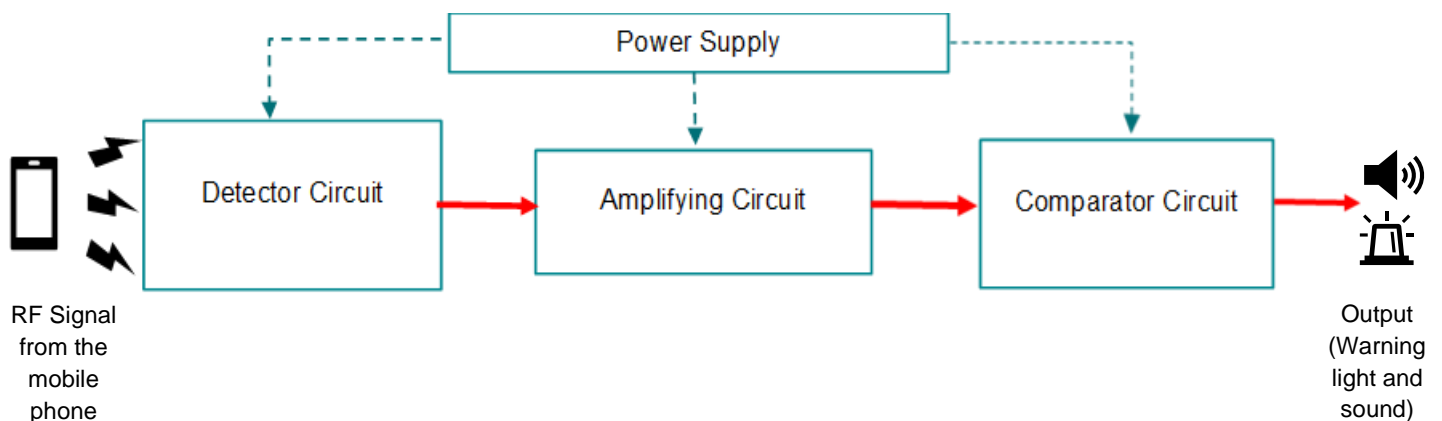 Power Supply
Detector Circuit
Amplifying Circuit
Comparator Circuit
RF Signal
from the
mobile
phone
Output
(Warning
light and
sound)